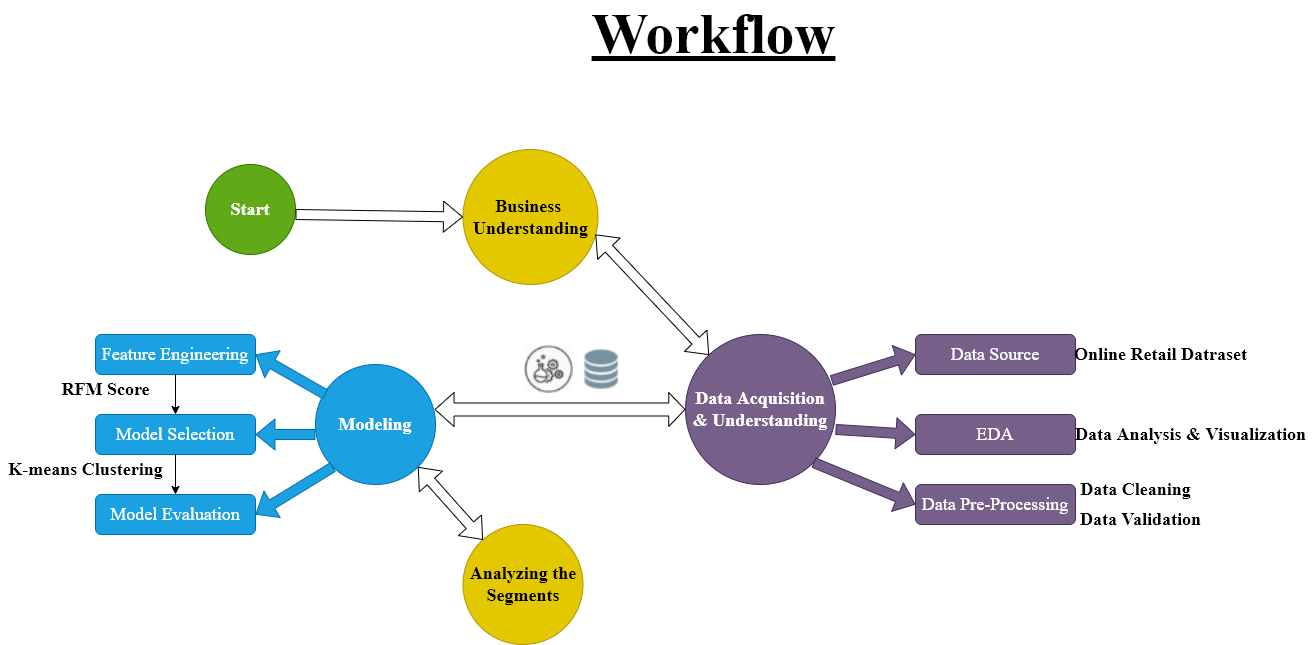 Workflow
Start
Business
Understanding
Feature Engineering
RFM Score
Model Selection
K-means Clustering
Model Evaluation
Modeling
Data Acquisition
& Understanding
Data Source
Online Retail Datraset
EDA
Data Analysis & Visualization
Data Pre-Processing
Data Cleaning
Data Validation
Analyzing the
Segments